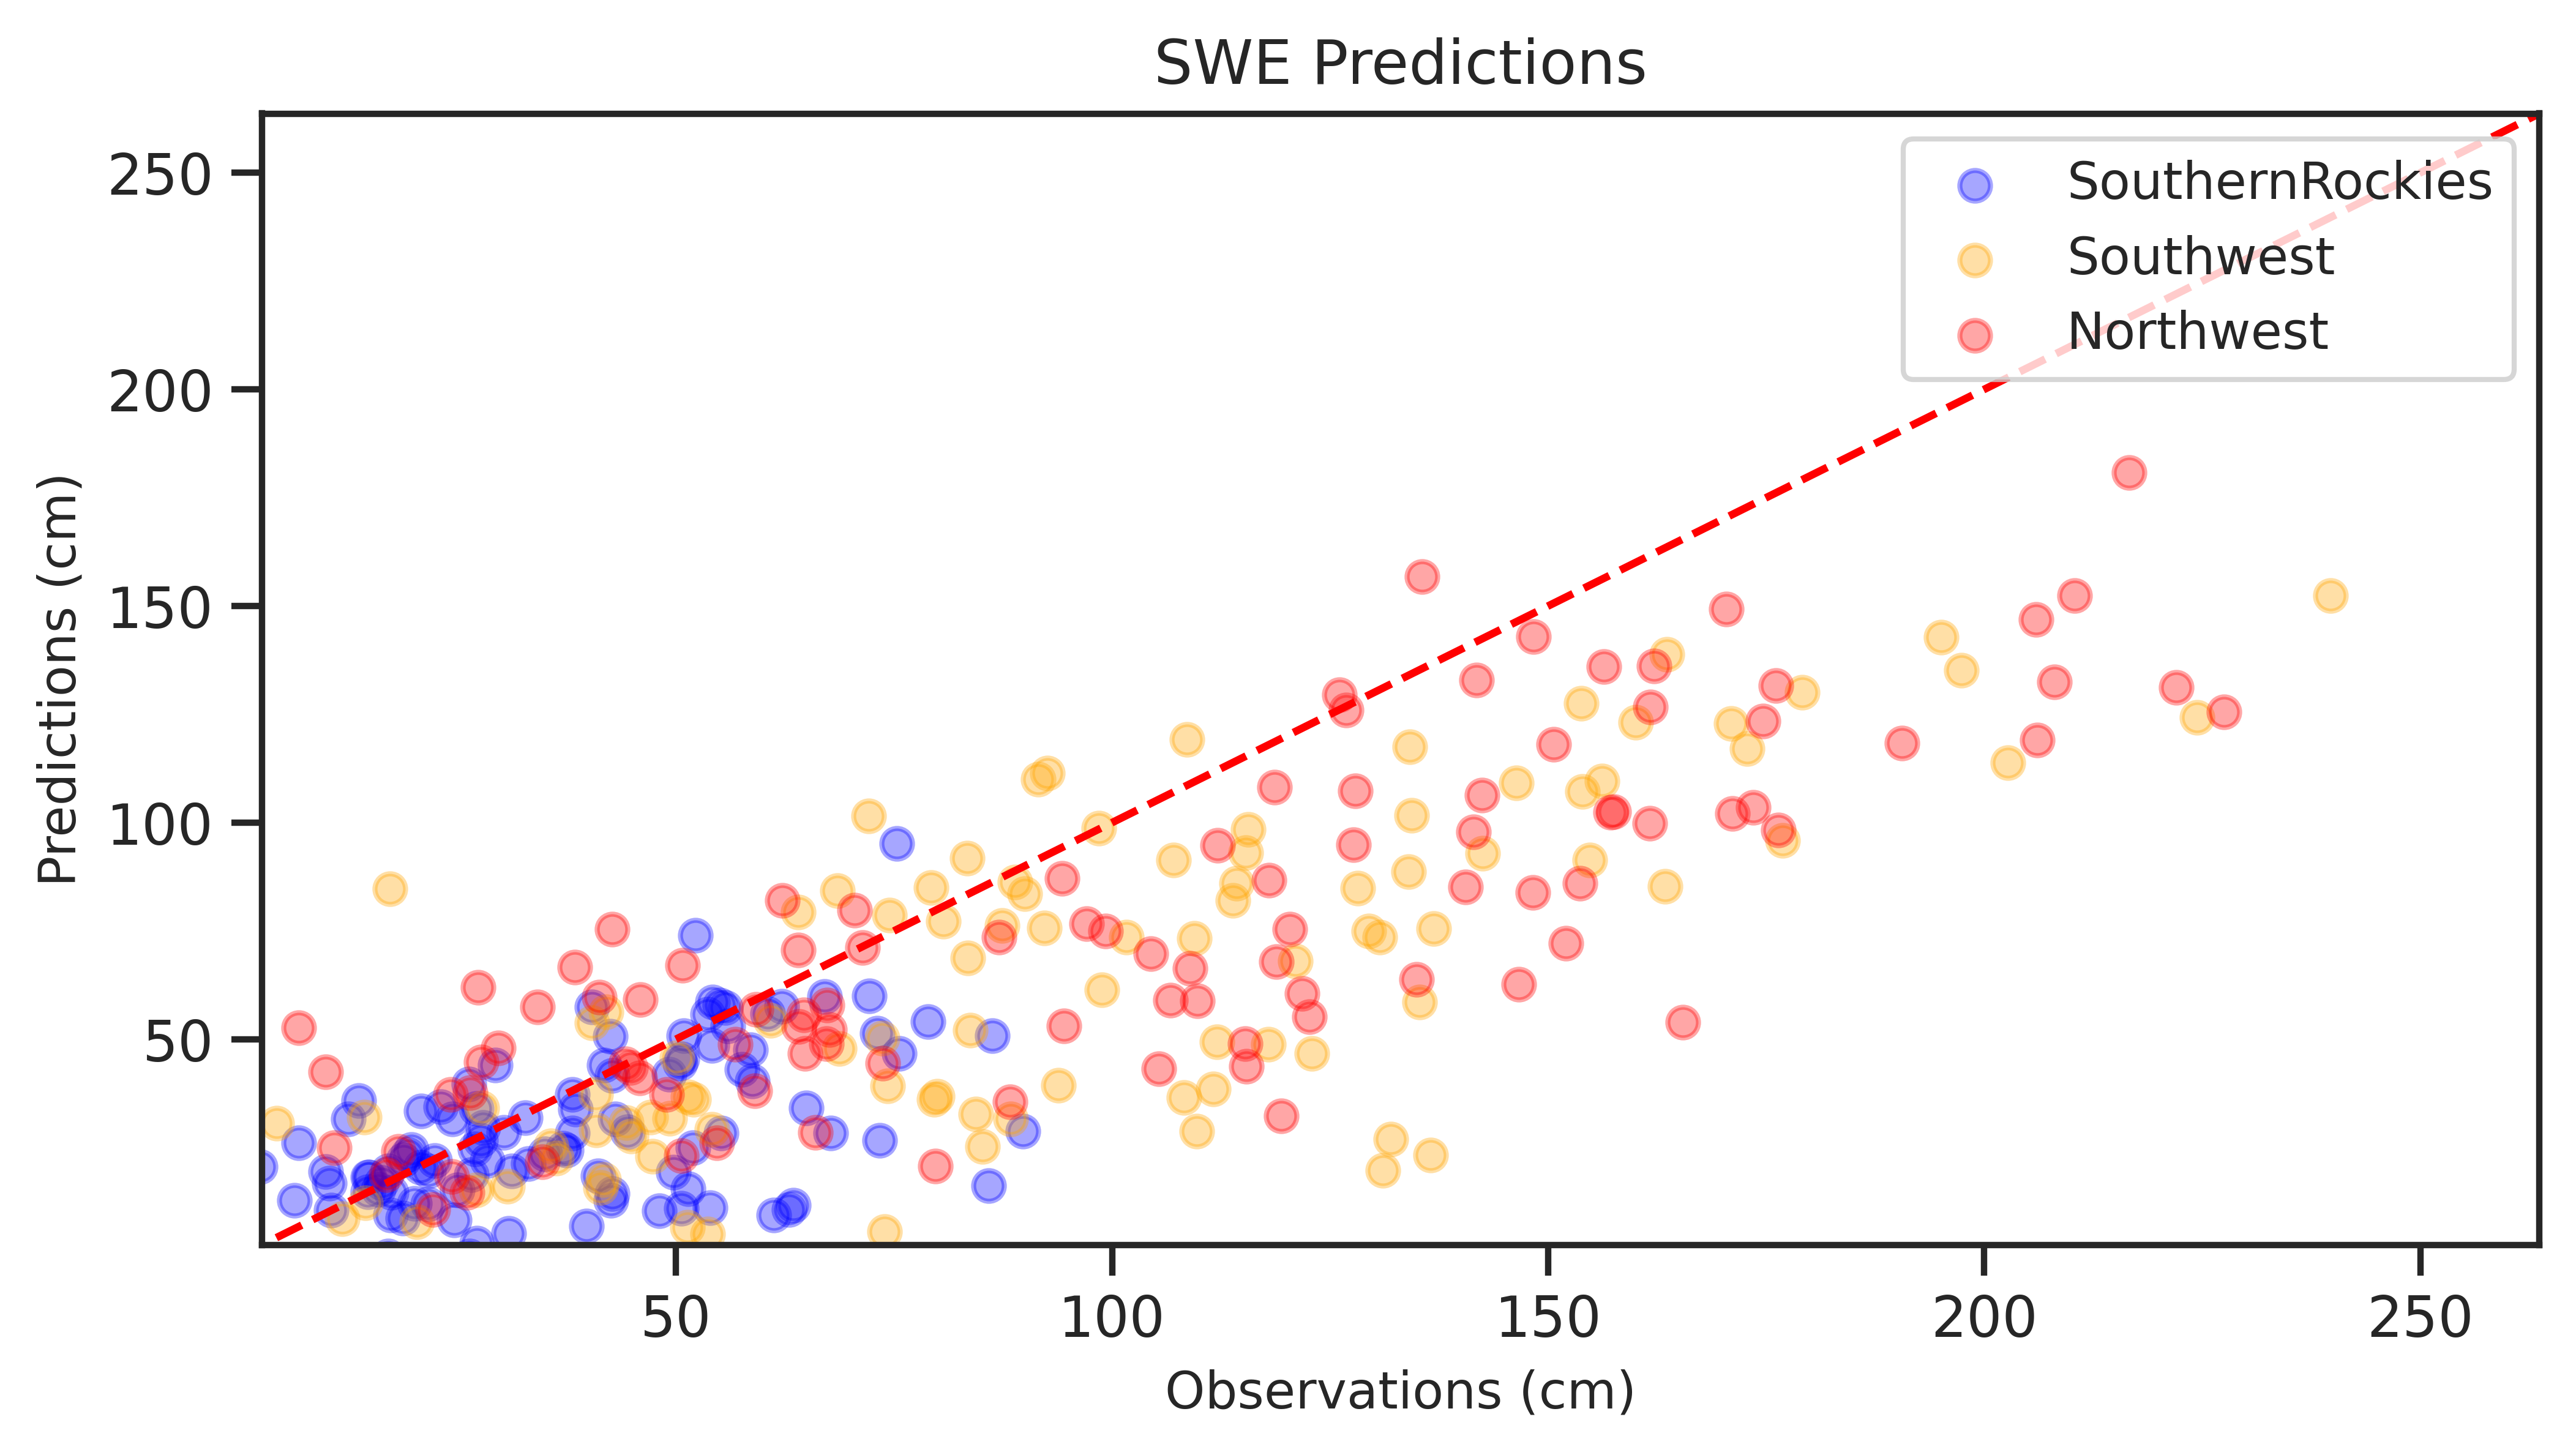 SWE Predictions
250
200
150
100
50
Predictions (cm)
SouthernRockies
Southwest
Northwest
50
100
150
200
250
Observations (cm)